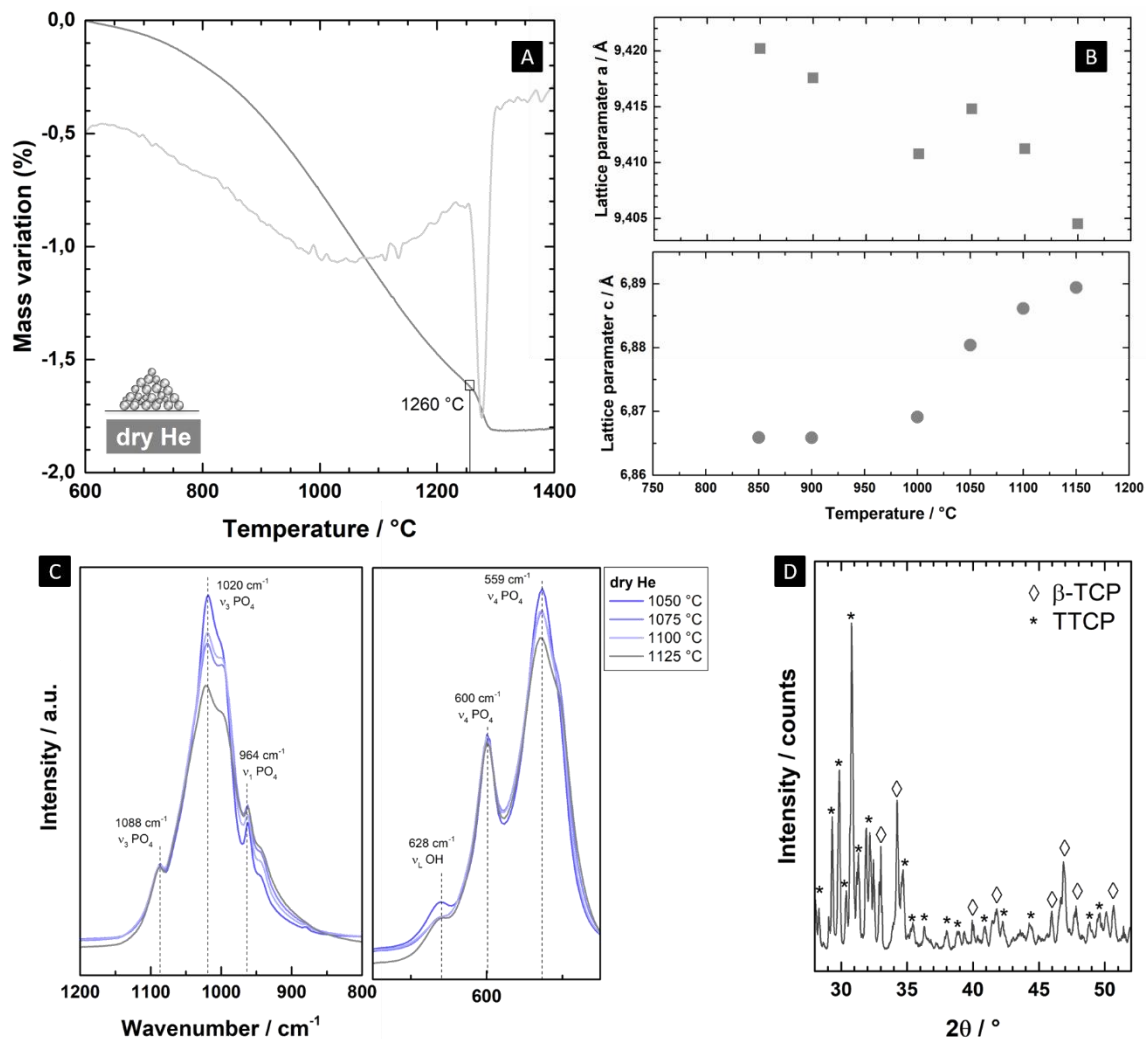 A
0,0
-0,5
-1,0
-1,5
-2,0
Mass variation (%)
1260 °C
dry He
600
800
1000
1200
1400
Temperature / °C
B
9,420
9,415
9,410
9,405
Lattice paramater a / Å
6,89
6,88
6,87
6,86
Lattice paramater c / Å
750
800
850
900
950
1000
1050
1100
1150
1200
Temperature / °C
C
Intensity / a.u.
1020 cm-1
ν3 PO4
964 cm-1
ν1 PO4
1088 cm-1
ν3 PO4
1200
1100
1000
900
800
Wavenumber / cm-1
559 cm-1
ν4 PO4
600 cm-1
ν4 PO4
628 cm-1
νL OH
600
dry He
1050 °C
1075 °C
1100 °C
1125 °C
D
β-TCP
* TTCP
Intensity / counts
30
35
40
45
50
2θ / °